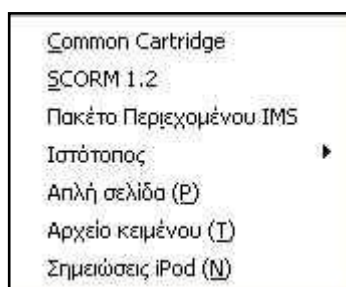 Common Cartridge
SCORM 1.2
Πακέτο Περιεχομένου IMS
Ιστότοπος
Απλή σελίδα (P)
Αρχείο κειμένου (T)
Σημειώσεις iPod (N)